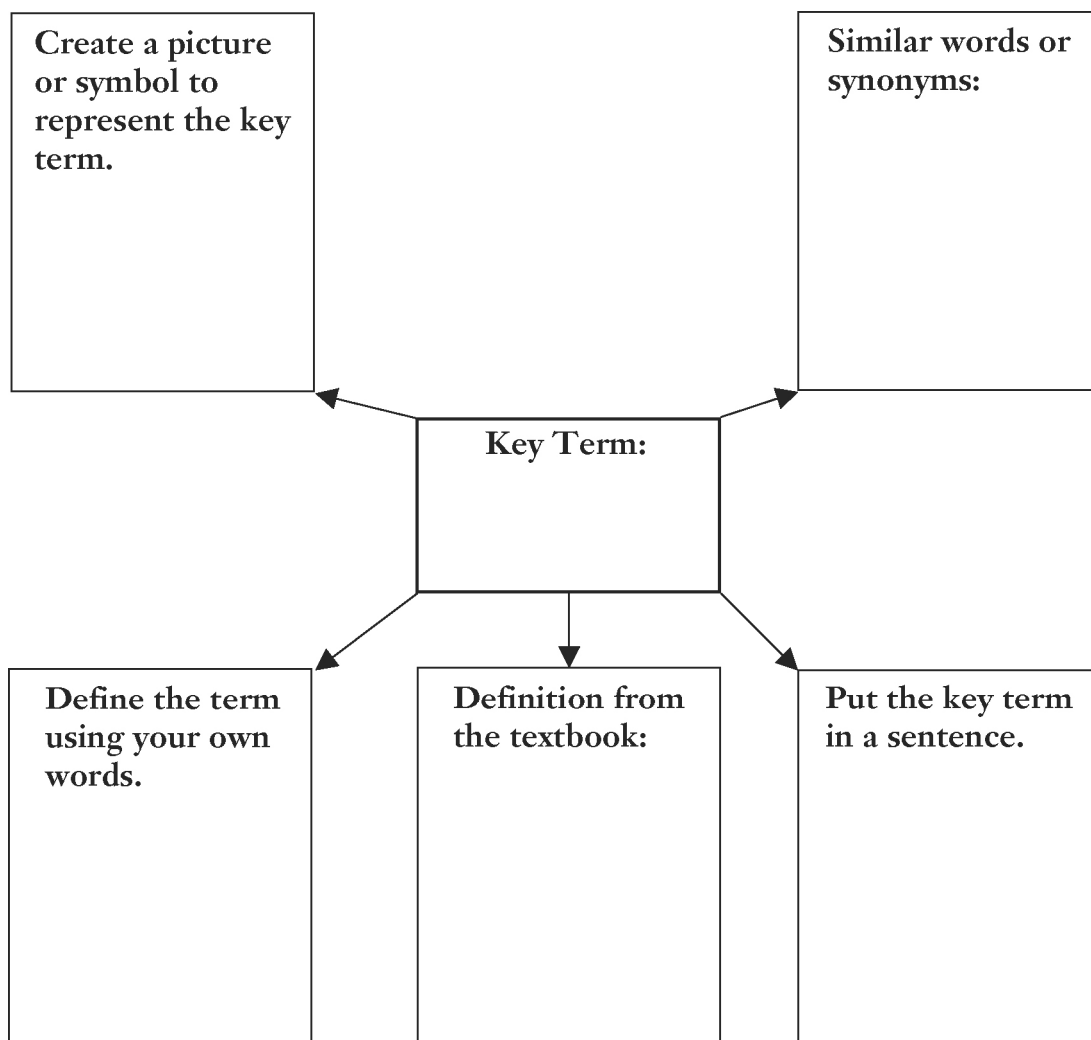 Create a picture
or symbol to
represent the key
term.
Similar words or
synonyms:
Key Term:
Define the term
using your own
words.
Definition from
the textbook:
Put the key term
in a sentence.